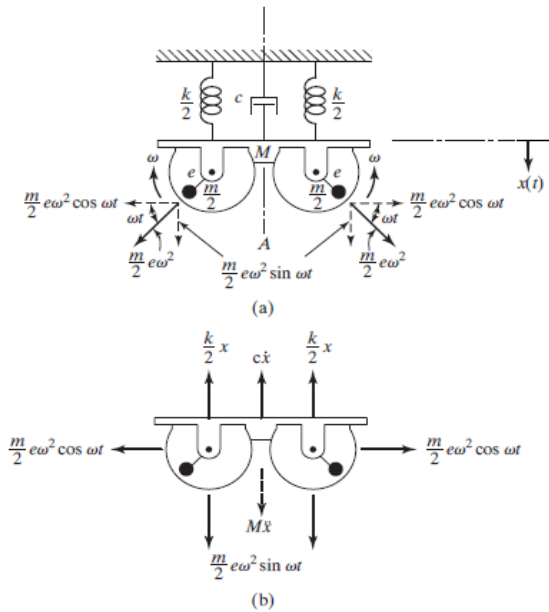 k/2
c
k/2
ω
e
m/2
M
m/2
e
ω
x(t)
m/2 eω² cos ωt
ωt
m/2 eω²
A
m/2 eω² sin ωt
ωt
m/2 eω²
m/2 eω² cos ωt
(a)
k/2 x
cẋ
k/2 x
m/2 eω² cos ωt
m/2 eω² cos ωt
Mẍ
m/2 eω² sin ωt
(b)